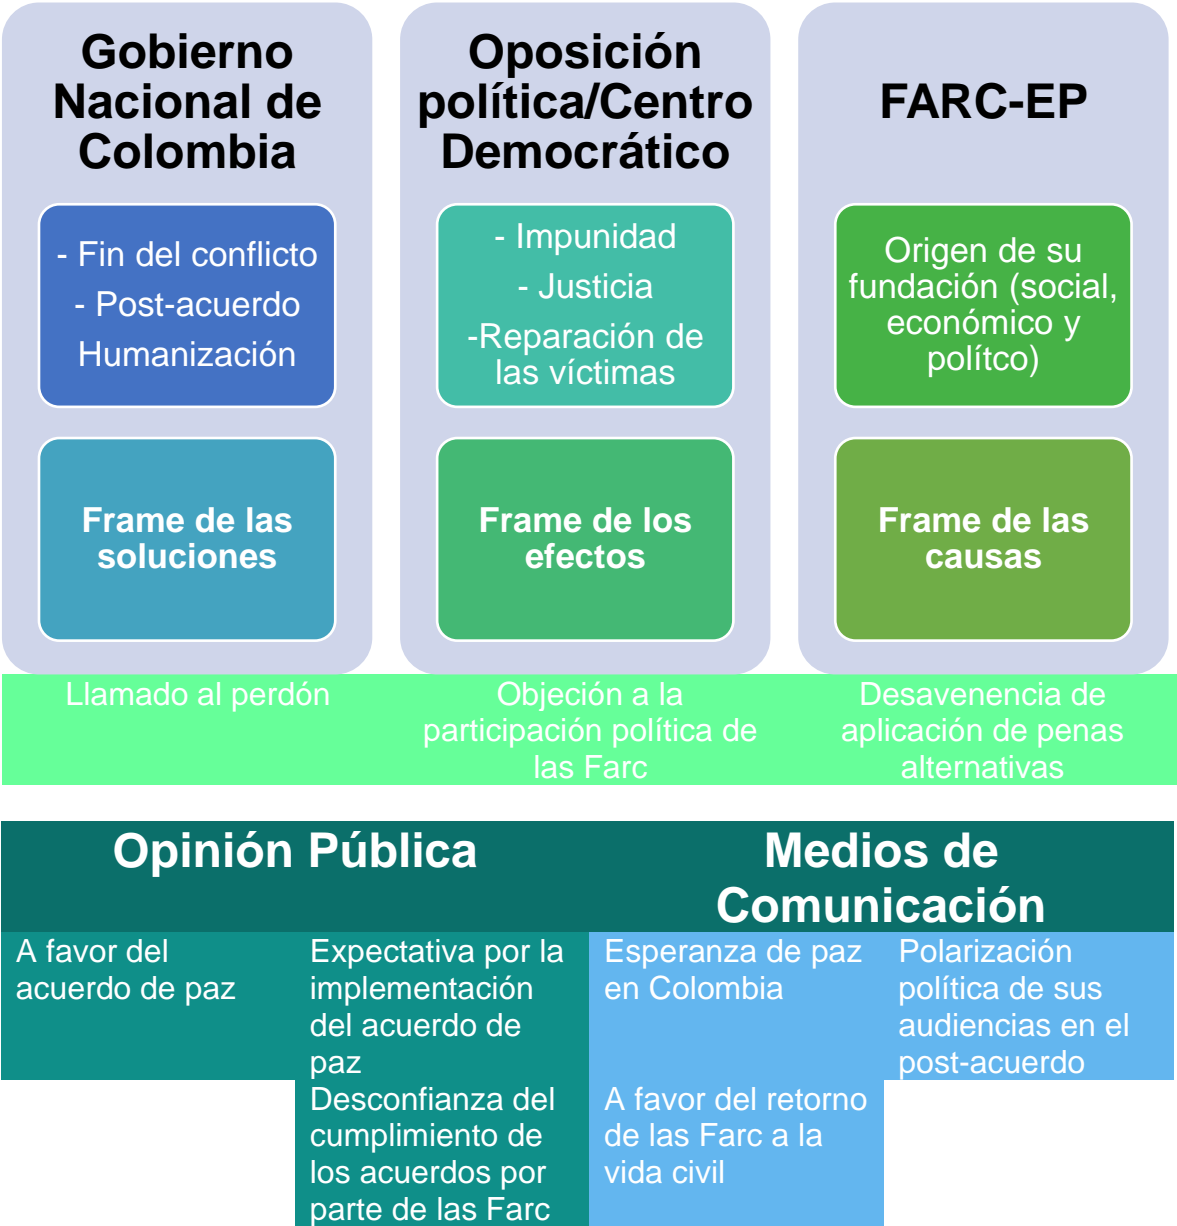 Gobierno
Nacional de
Colombia
- Fin del conflicto
- Post-acuerdo
Humanización
Frame de las
soluciones
Llamado al perdón
Oposición
política/Centro
Democrático
- Impunidad
- Justicia
-Reparación de
las víctimas
Frame de los
efectos
Objeción a la
participación política de
las Farc
FARC-EP
Origen de su
fundación (social,
económico y
polítco)
Frame de las
causas
Desavenencia de
aplicación de penas
alternativas
Opinión Pública
A favor del
acuerdo de paz
Expectativa por la
implementación
del acuerdo de
paz
Desconfianza del
cumplimiento de
los acuerdos por
parte de las Farc
Medios de
Comunicación
Esperanza de paz
en Colombia
A favor del retorno
de las Farc a la
vida civil
Polarización
política de sus
audiencias en el
post-acuerdo